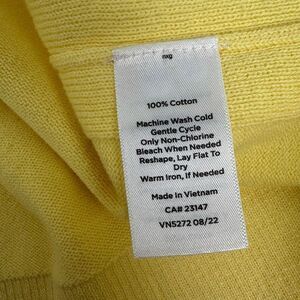 100% Cotton
Machine Wash Cold
Gentle Cycle
Only Non-Chlorine
Bleach When Needed
Reshape, Lay Flat To
Dry
Warm Iron, If Needed
Made in Vietnam
CA# 23147
VN5272 08/22